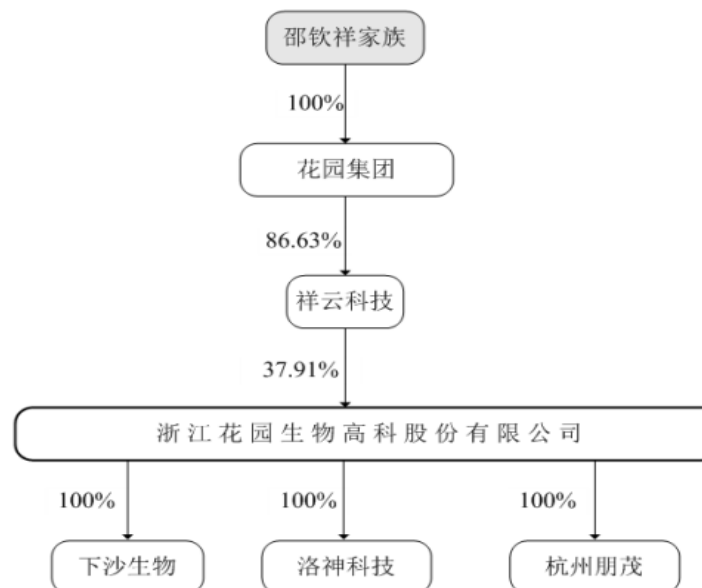 邵钦祥家族
100%
花园集团
86.63%
祥云科技
37.91%
浙江花园生物高科股份有限公司
100% 100% 100%
下沙生物 洛神科技 杭州朋茂